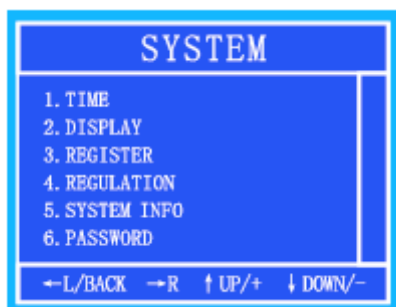 SYSTEM
1. TIME
2. DISPLAY
3. REGISTER
4. REGULATION
5. SYSTEM INFO
6. PASSWORD
←L/BACK →R ↑UP/+ ↓DOWN/-